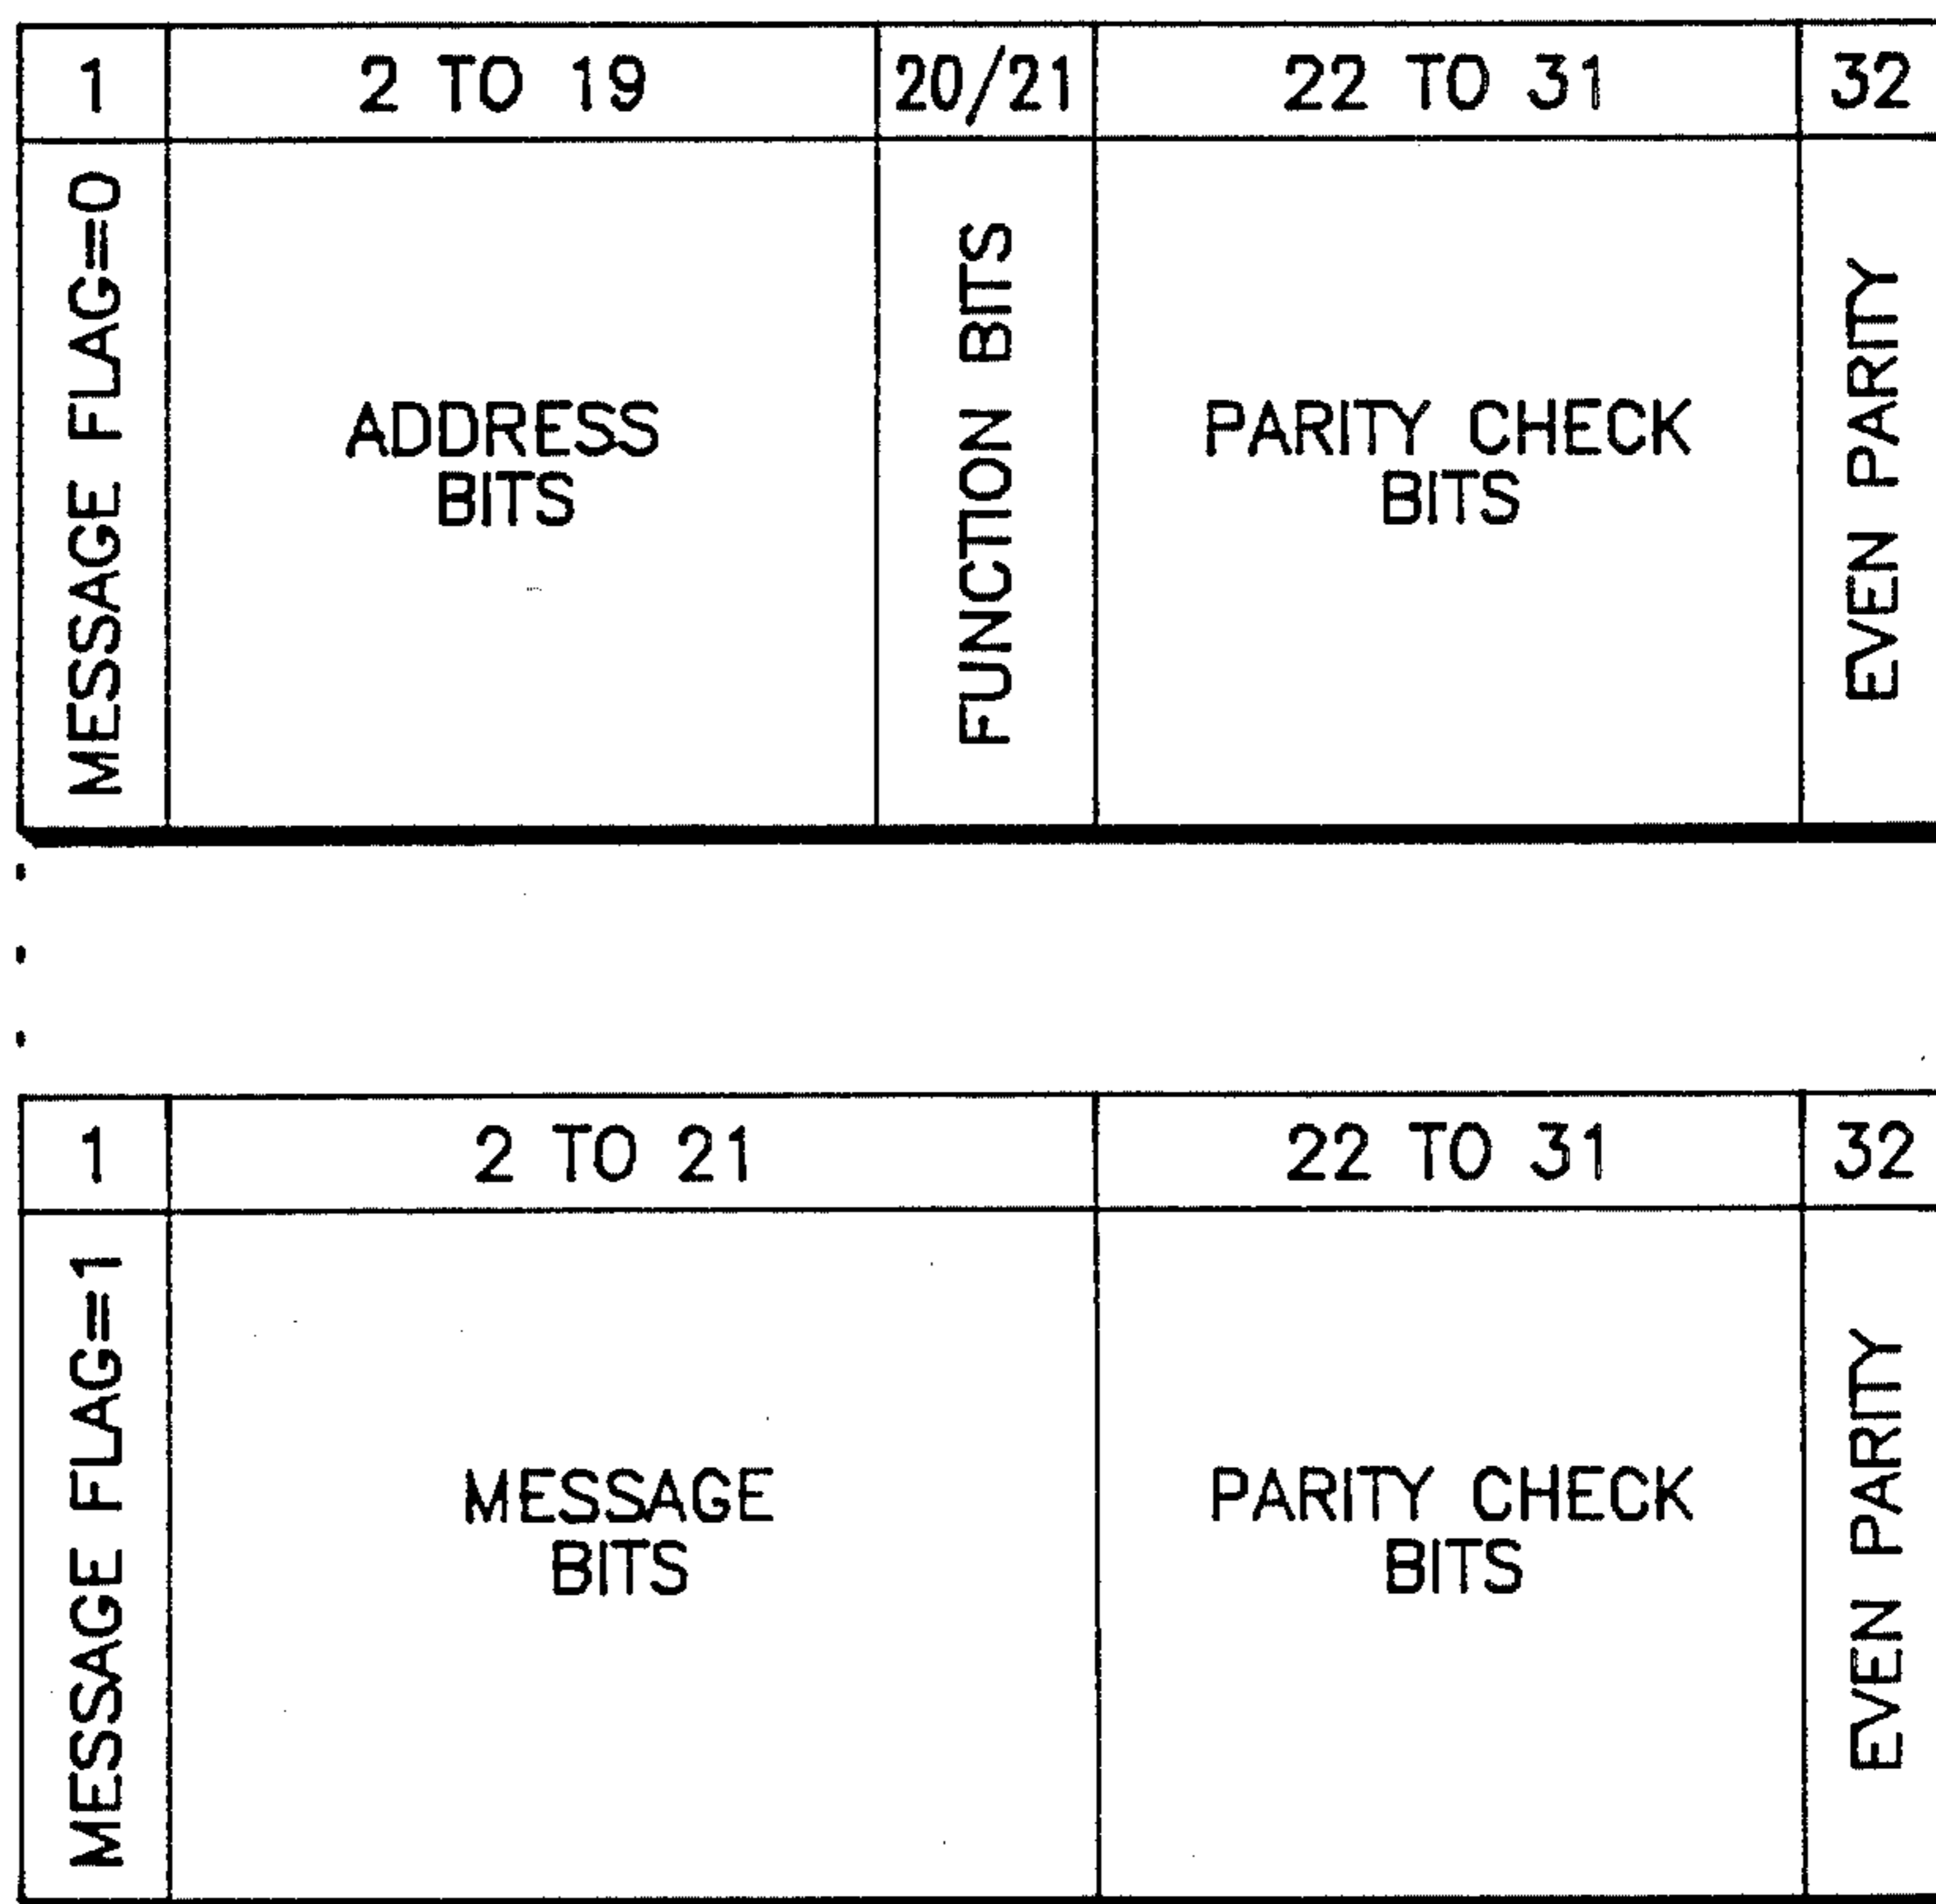 1 2 TO 19 20/21 22 TO 31 32
MESSAGE FLAG=0
ADDRESS
BITS
FUNCTION BITS
PARITY CHECK
BITS
EVEN PARITY
1 2 TO 21 22 TO 31 32
MESSAGE FLAG=1
MESSAGE
BITS
PARITY CHECK
BITS
EVEN PARITY